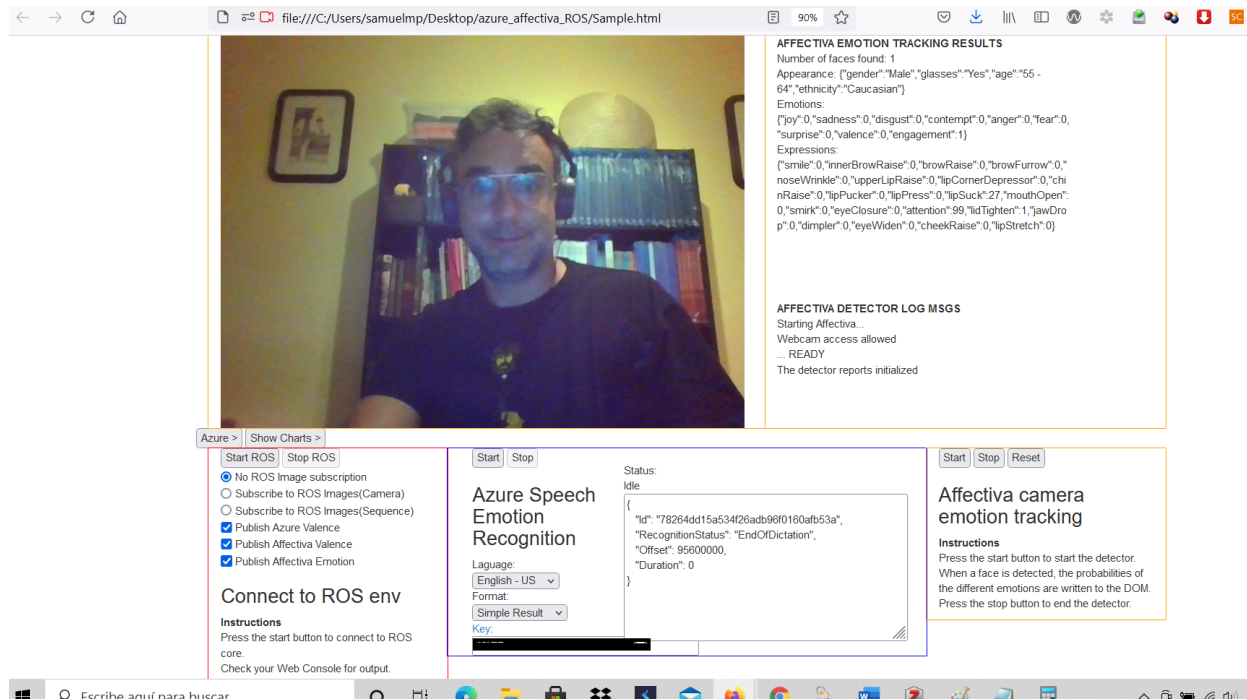 file:///C:/Users/samuelmp/Desktop/azure_affectiva_ROS/Sample.html
90%
SC
AFFECTIVA EMOTION TRACKING RESULTS
Number of faces found: 1
Appearance: {"gender":"Male","glasses":"Yes","age":"55 -
64","ethnicity":"Caucasian"}
Emotions:
{"joy":0,"sadness":0,"disgust":0,"contempt":0,"anger":0,"fear":0,
"surprise":0,"valence":0,"engagement":1}
Expressions:
{"smile":0,"innerBrowRaise":0,"browRaise":0,"browFurrow":0,"
noseWrinkle":0,"upperLipRaise":0,"lipCornerDepressor":0,"chi
nRaise":0,"lipPucker":0,"lipPress":0,"lipSuck":27,"mouthOpen":
0,"smirk":0,"eyeClosure":0,"attention":99,"lidTighten":1,"jawDro
p":0,"dimpler":0,"eyeWiden":0,"cheekRaise":0,"lipStretch":0}
AFFECTIVA DETECTOR LOG MSGS
Starting Affectiva...
Webcam access allowed
... READY
The detector reports initialized
Azure > Show Charts >
Start ROS Stop ROS
No ROS Image subscription
Subscribe to ROS Images(Camera)
Subscribe to ROS Images(Sequence)
Publish Azure Valence
Publish Affectiva Valence
Publish Affectiva Emotion
Connect to ROS env
Instructions
Press the start button to connect to ROS
core.
Check your Web Console for output.
Start Stop
Azure Speech
Emotion
Recognition
Laguage:
English - US
Format:
Simple Result
Key:
Status:
Idle
{
"Id": "78264dd15a534f26adb96f0160afb53a",
"RecognitionStatus": "EndOfDictation",
"Offset": 95600000,
"Duration": 0
}
Start Stop Reset
Affectiva camera
emotion tracking
Instructions
Press the start button to start the detector.
When a face is detected, the probabilities of
the different emotions are written to the DOM.
Press the stop button to end the detector.
Escribe aquí para buscar